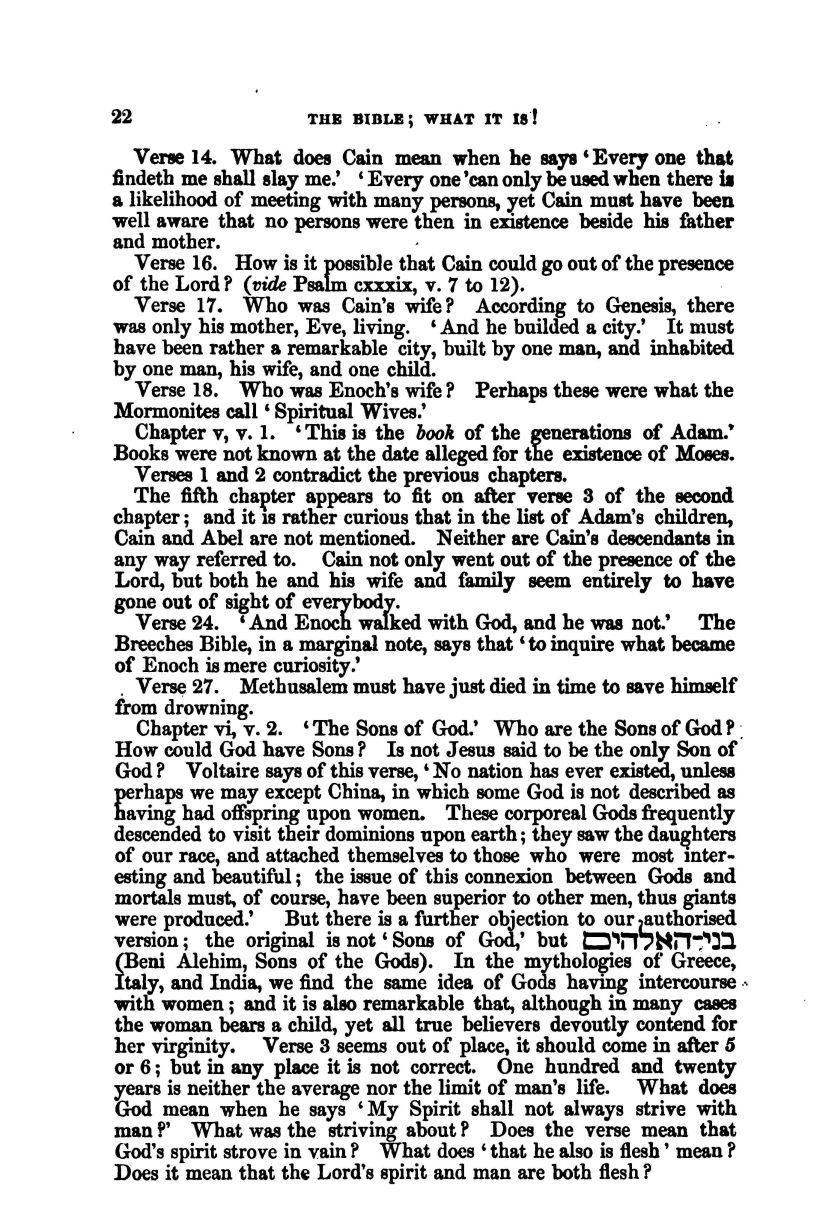 22 THE BIBLE; WHAT IT IS!
Verse 14. What does Cain mean when he says ‘Every one that
findeth me shall slay me.’ ‘Every one’can only be used when there is
a likelihood of meeting with many persons, yet Cain must have been
well aware that no persons were then in existence beside his father
and mother.
Verse 16. How is it possible that Cain could go out of the presence
of the Lord? (vide Psalm cxxxix, v. 7 to 12).
Verse 17. Who was Cain's wife? According to Genesis, there
was only his mother, Eve, living. ‘And he builded a city.’ It must
have been rather a remarkable city, built by one man, and inhabited
by one man, his wife, and one child.
Verse 18. Who was Enoch's wife? Perhaps these were what the
Mormonites call ‘Spiritual Wives.’
Chapter v, v. 1. ‘This is the book of the generations of Adam.’
Books were not known at the date alleged for the existence of Moses.
Verses 1 and 2 contradict the previous chapters.
The fifth chapter appears to fit on after verse 3 of the second
chapter; and it is rather curious that in the list of Adam's children,
Cain and Abel are not mentioned. Neither are Cain's descendants in
any way referred to. Cain not only went out of the presence of the
Lord, but both he and his wife and family seem entirely to have
gone out of sight of everybody.
Verse 24. ‘And Enoch walked with God, and he was not.’ The
Breeches Bible, in a marginal note, says that ‘to inquire what became
of Enoch is mere curiosity.’
Verse 27. Methusalem must have just died in time to save himself
from drowning.
Chapter vi, v. 2. ‘The Sons of God.’ Who are the Sons of God?
How could God have Sons? Is not Jesus said to be the only Son of
God? Voltaire says of this verse, ‘No nation has ever existed, unless
perhaps we may except China, in which some God is not described as
having had offspring upon women. These corporeal Gods frequently
descended to visit their dominions upon earth; they saw the daughters
of our race, and attached themselves to those who were most inter-
esting and beautiful; the issue of this connexion between Gods and
mortals must, of course, have been superior to other men, thus giants
were produced.’ But there is a further objection to our authorised
version; the original is not ‘Sons of God,’ but בני־האלהים
(Beni Alehim, Sons of the Gods). In the mythologies of Greece,
Italy, and India, we find the same idea of Gods having intercourse
with women; and it is also remarkable that, although in many cases
the woman bears a child, yet all true believers devoutly contend for
her virginity. Verse 3 seems out of place, it should come in after 5
or 6; but in any place it is not correct. One hundred and twenty
years is neither the average nor the limit of man's life. What does
God mean when he says ‘My Spirit shall not always strive with
man?’ What was the striving about? Does the verse mean that
God's spirit strove in vain? What does ‘that he also is flesh’ mean?
Does it mean that the Lord's spirit and man are both flesh?